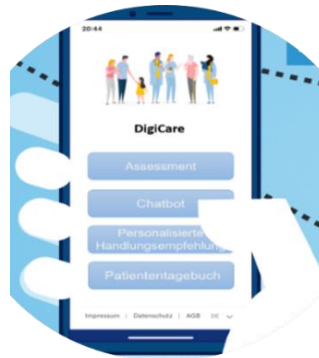 20:44
DigiCare
Assessment
Chatbot
Personalisierte
Handlungsempfehlung
Patiententagebuch
Impressum | Datenschutz | AGB DE